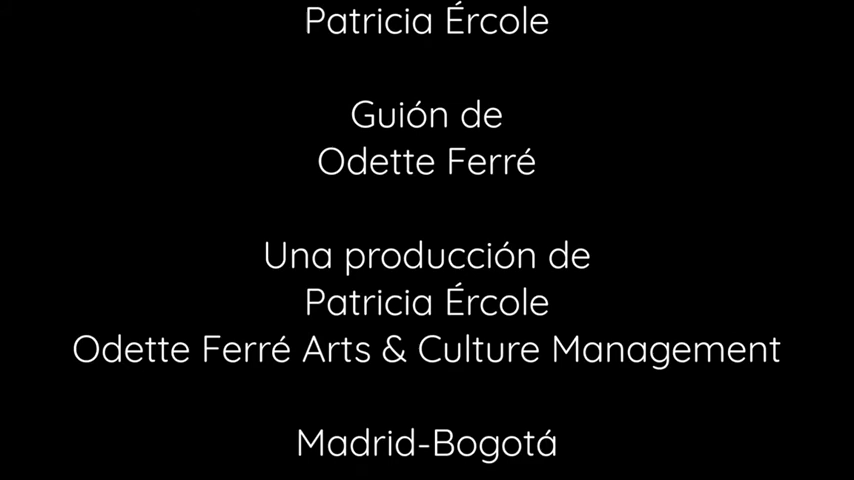 Patricia Ércole
Guión de
Odette Ferré
Una producción de
Patricia Ércole
Odette Ferré Arts & Culture Management
Madrid-Bogotá